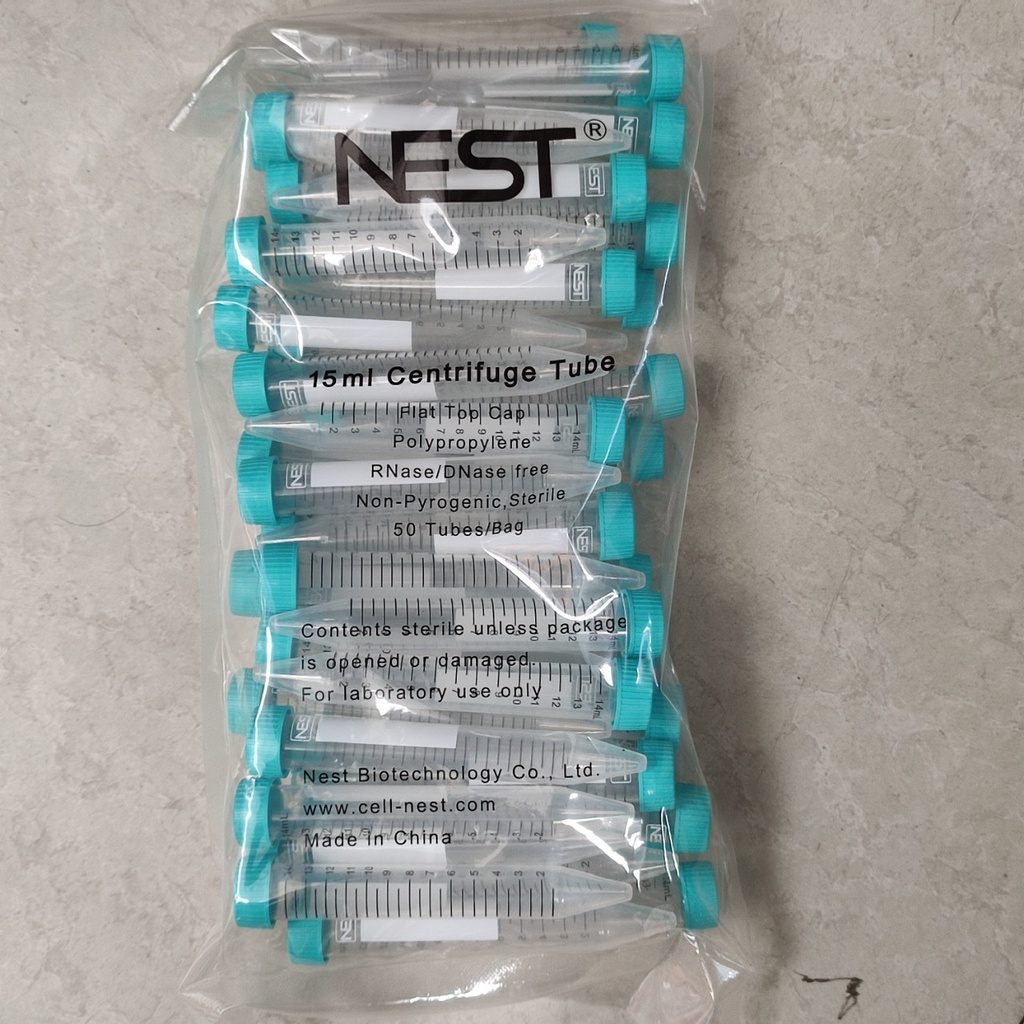 NEST®
15ml Centrifuge Tube
Flat Top Cap
Polypropylene
RNase/DNase free
Non-Pyrogenic,Sterile
50 Tubes/Bag
Contents sterile unless package
is opened or damaged.
For laboratory use only
Nest Biotechnology Co., Ltd.
www.cell-nest.com
Made in China